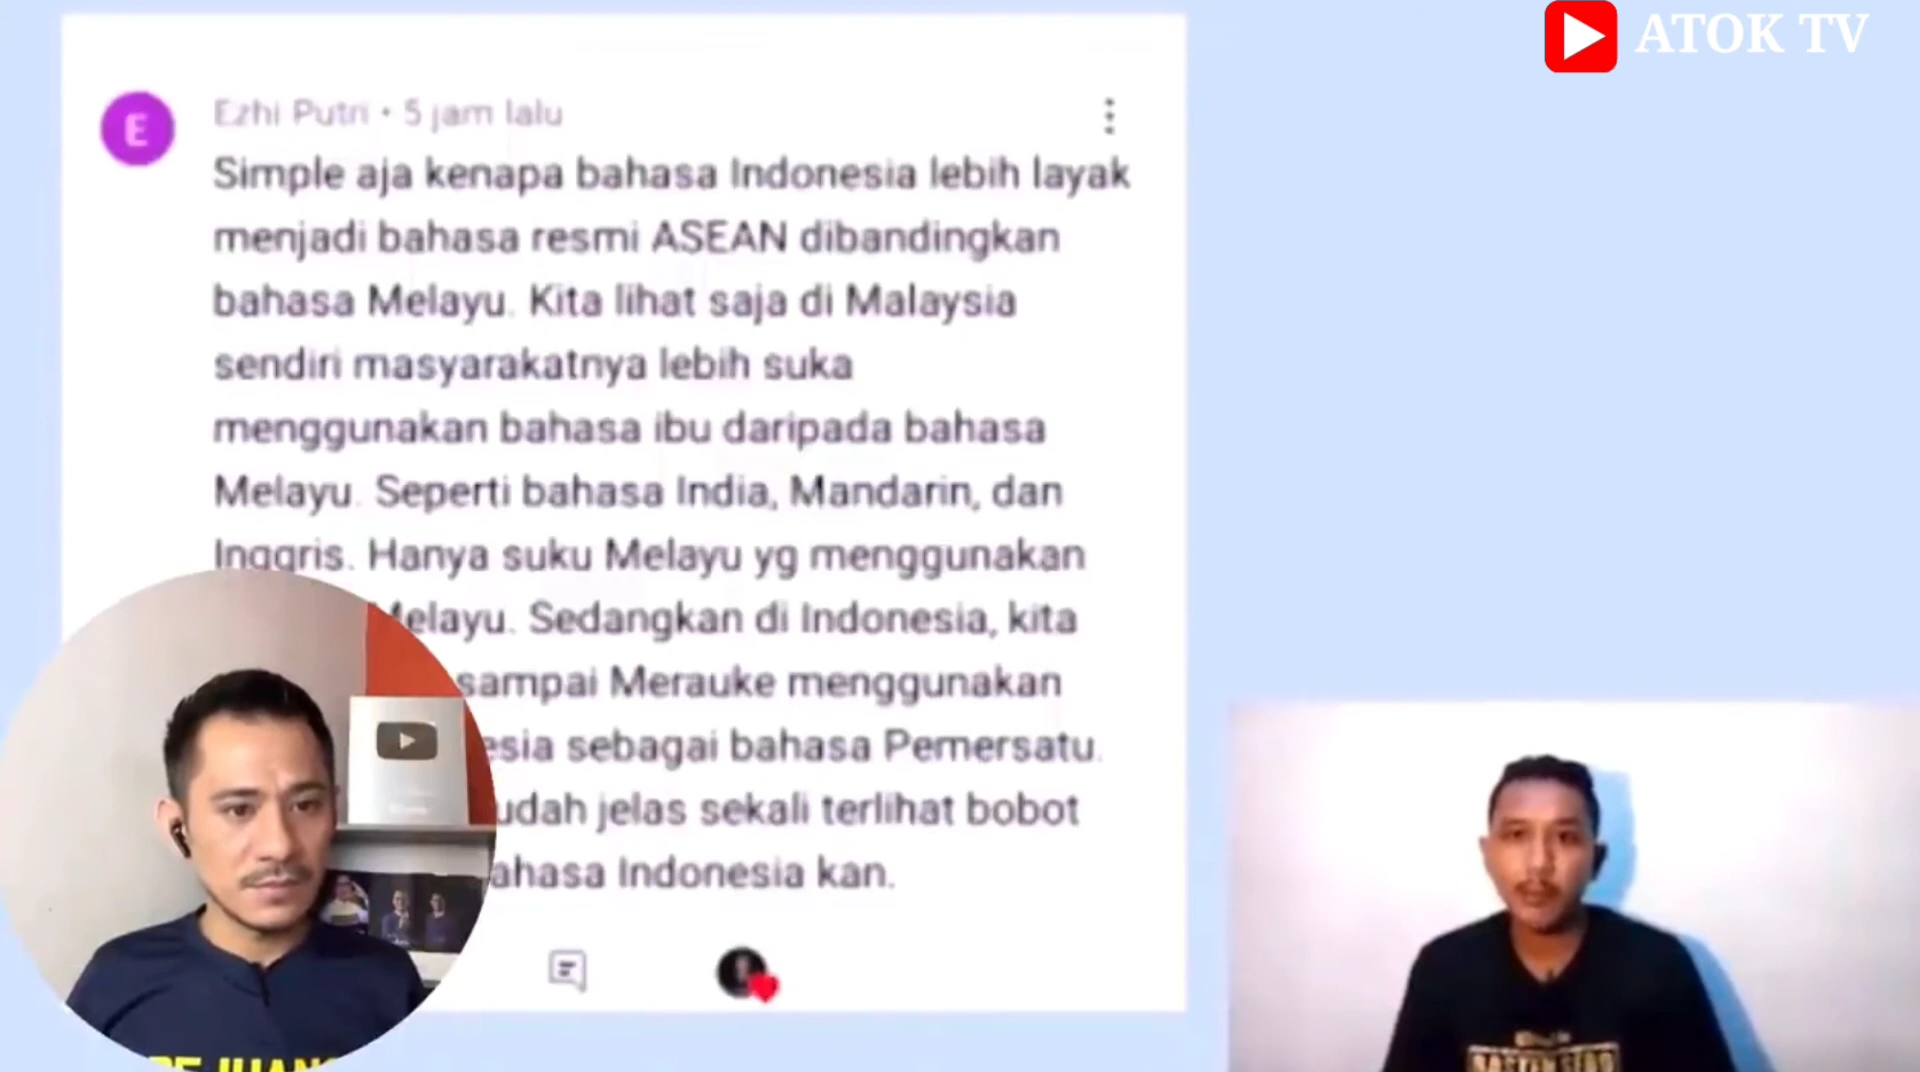 ATOK TV
E
Ezhi Putri • 5 jam lalu
Simple aja kenapa bahasa Indonesia lebih layak
menjadi bahasa resmi ASEAN dibandingkan
bahasa Melayu. Kita lihat saja di Malaysia
sendiri masyarakatnya lebih suka
menggunakan bahasa ibu daripada bahasa
Melayu. Seperti bahasa India, Mandarin, dan
Inggris. Hanya suku Melayu yg menggunakan
Melayu. Sedangkan di Indonesia, kita
sampai Merauke menggunakan
esia sebagai bahasa Pemersatu.
udah jelas sekali terlihat bobot
ahasa Indonesia kan.